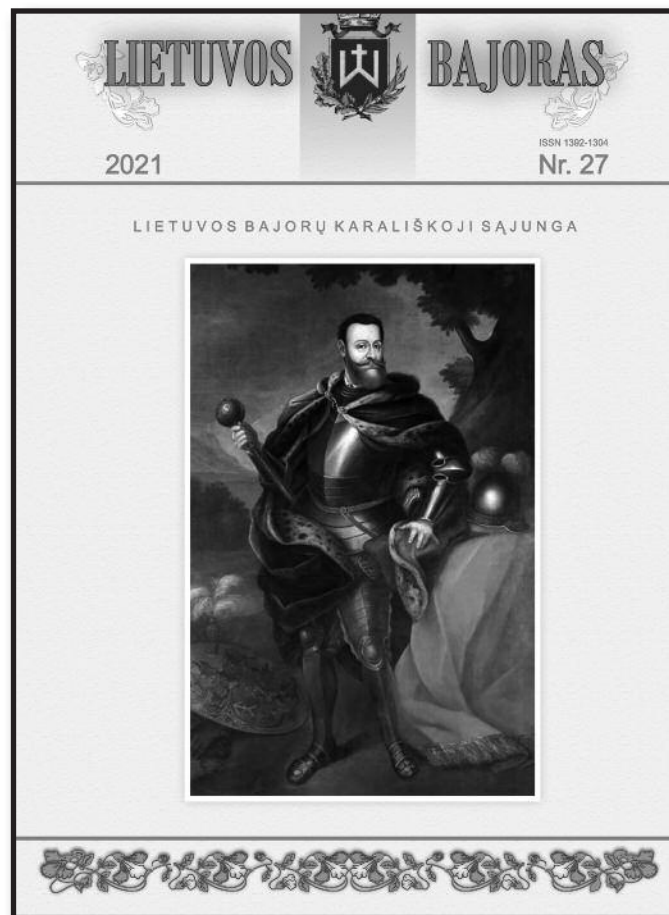 LIETUVOS BAJORAS
ISSN 1392-1304
2021 Nr. 27
LIETUVOS BAJORŲ KARALIŠKOJI SĄJUNGA